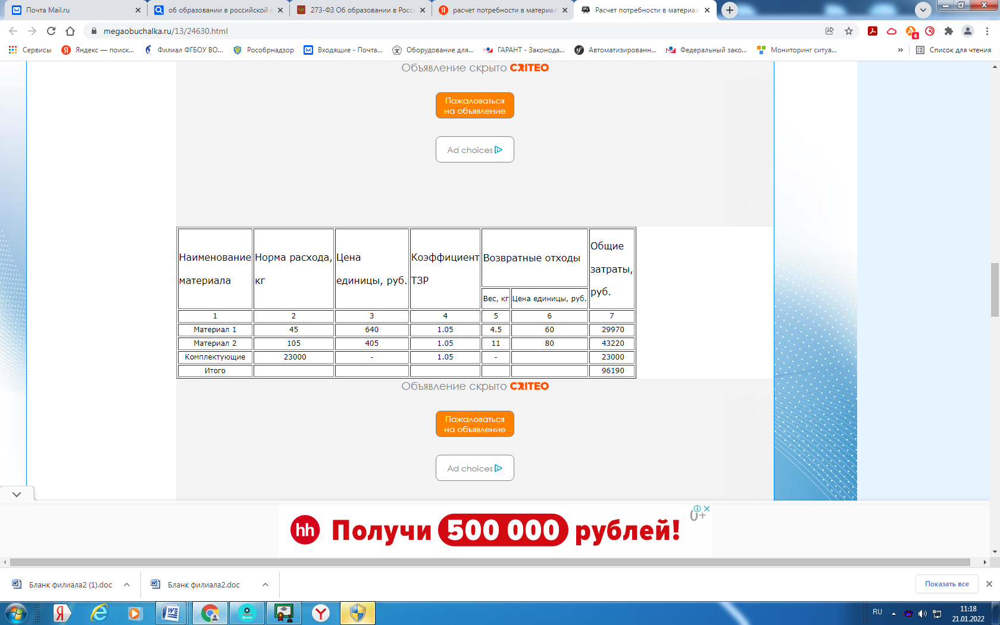 Почта Mail.ru
об образовании в российской ф
273-ФЗ Об образовании в Росс
расчет потребности в материал
Расчет потребности в материал
megaobuchalka.ru/13/24630.html
4
Сервисы
Яндекс — поиск...
Филиал ФГБОУ ВО...
Рособрнадзор
Входящие - Почта...
Оборудование для...
ГАРАНТ - Законода...
Автоматизированн...
Федеральный зако...
Мониторинг ситуа...
»
Список для чтения
Объявление скрыто CRITEO
Пожаловаться
на объявление
Ad choices
Наименование материала
Норма расхода, кг
Цена единицы, руб.
Коэффициент ТЗР
Возвратные отходы
Общие затраты, руб.
Вес, кг
Цена единицы, руб.
1 2 3 4 5 6 7
Материал 1 45 640 1.05 4.5 60 29970
Материал 2 105 405 1.05 11 80 43220
Комплектующие 23000 - 1.05 - 23000
Итого 96190
Объявление скрыто CRITEO
Пожаловаться
на объявление
Ad choices
hh Получи 500 000 рублей!
0+
Бланк филиала2 (1).doc
Бланк филиала2.doc
Показать все
RU
11:18
21.01.2022